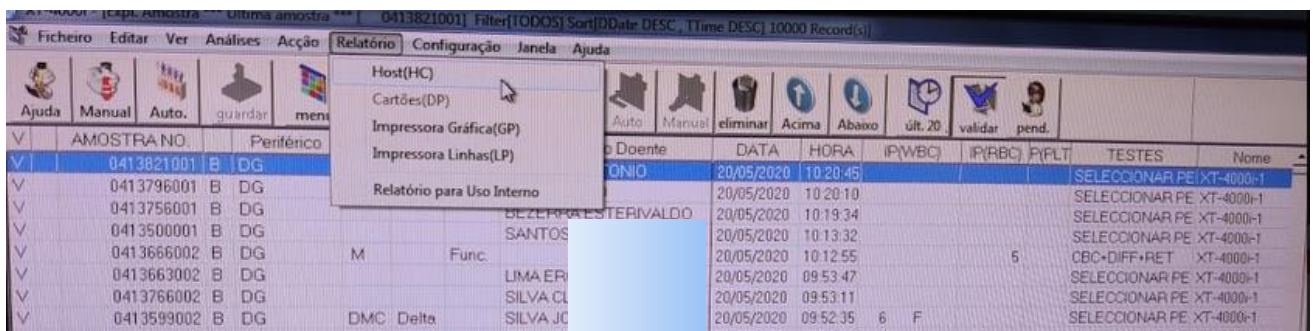 XT-4000i - [Expl. Amostra *** Última amostra *** [ 0413821001] Filter[TODOS] Sort[DDate DESC , TTime DESC] 10000 Record(s)]
Ficheiro Editar Ver Análises Acção Relatório Configuração Janela Ajuda
Host(HC)
Cartões(DP)
Impressora Gráfica(GP)
Impressora Linhas(LP)
Relatório para Uso Interno
Ajuda Manual Auto. guardar Auto Manual eliminar Acima Abaixo últ. 20 validar pend.
V AMOSTRA NO. Periférico Doente DATA HORA IP(WBC) IP(RBC) P(PLT TESTES Nome
V 0413821001 B DG 20/05/2020 10:20:45 SELECCIONAR PE XT-4000i-1
V 0413796001 B DG 20/05/2020 10:20:10 SELECCIONAR PE XT-4000i-1
V 0413756001 B DG BEZERRA ESTERIVALDO 20/05/2020 10:19:34 SELECCIONAR PE XT-4000i-1
V 0413500001 B DG SANTOS 20/05/2020 10:13:32 SELECCIONAR PE XT-4000i-1
V 0413666002 B DG M Func. 20/05/2020 10:12:55 5 CBC+DIFF+RET XT-4000i-1
V 0413663002 B DG LIMA 20/05/2020 09:53:47 SELECCIONAR PE XT-4000i-1
V 0413766002 B DG SILVA 20/05/2020 09:53:11 SELECCIONAR PE XT-4000i-1
V 0413599002 B DG DMC Delta SILVA 20/05/2020 09:52:35 6 F SELECCIONAR PE XT-4000i-1